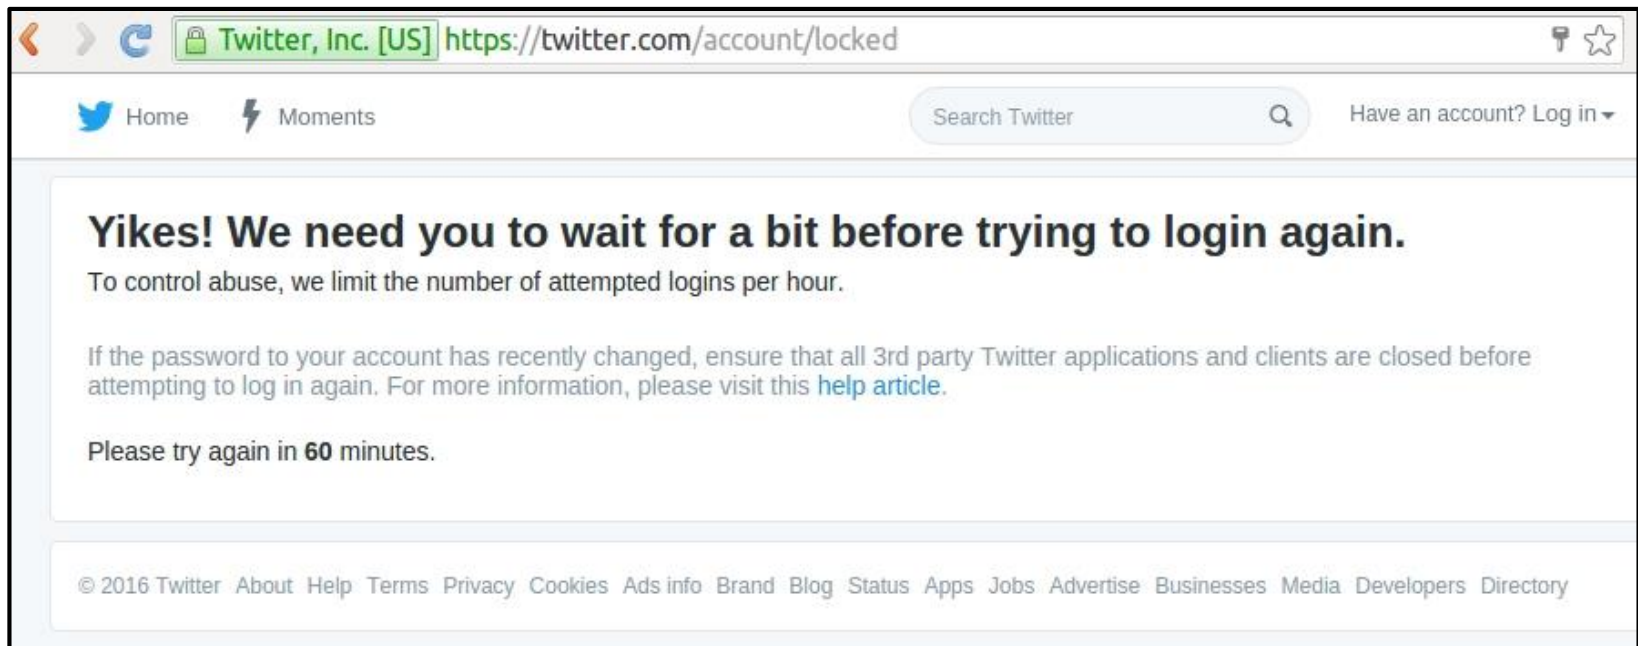 Twitter, Inc. [US] https://twitter.com/account/locked
Home Moments Search Twitter Have an account? Log in
Yikes! We need you to wait for a bit before trying to login again.
To control abuse, we limit the number of attempted logins per hour.
If the password to your account has recently changed, ensure that all 3rd party Twitter applications and clients are closed before
attempting to log in again. For more information, please visit this help article.
Please try again in 60 minutes.
© 2016 Twitter About Help Terms Privacy Cookies Ads info Brand Blog Status Apps Jobs Advertise Businesses Media Developers Directory